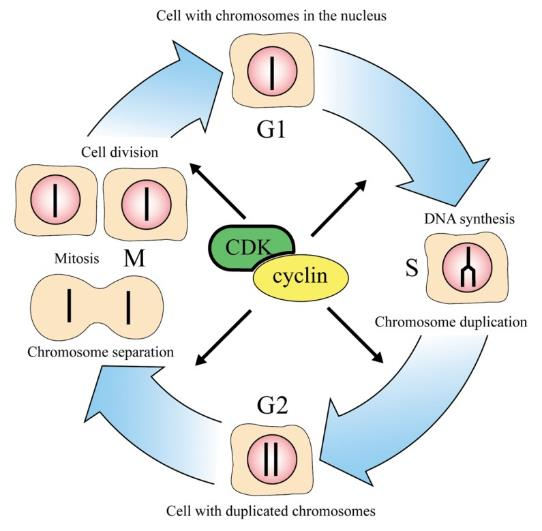 Cell with chromosomes in the nucleus
G1
Cell division
DNA synthesis
CDK
cyclin
S
Mitosis
M
Chromosome duplication
Chromosome separation
G2
Cell with duplicated chromosomes